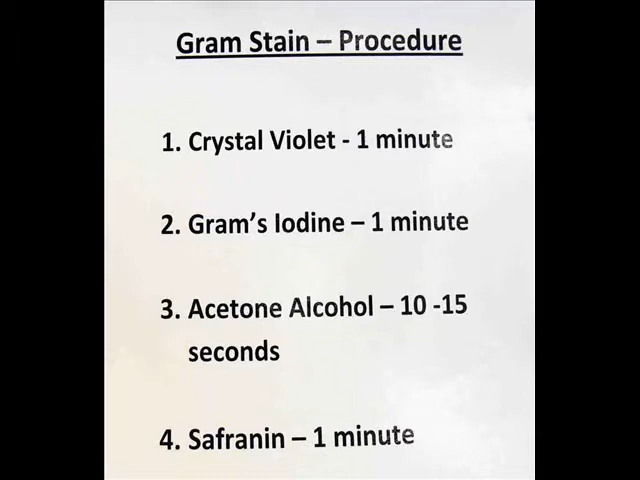 Gram Stain – Procedure
1. Crystal Violet - 1 minute
2. Gram’s Iodine – 1 minute
3. Acetone Alcohol – 10 -15
seconds
4. Safranin – 1 minute